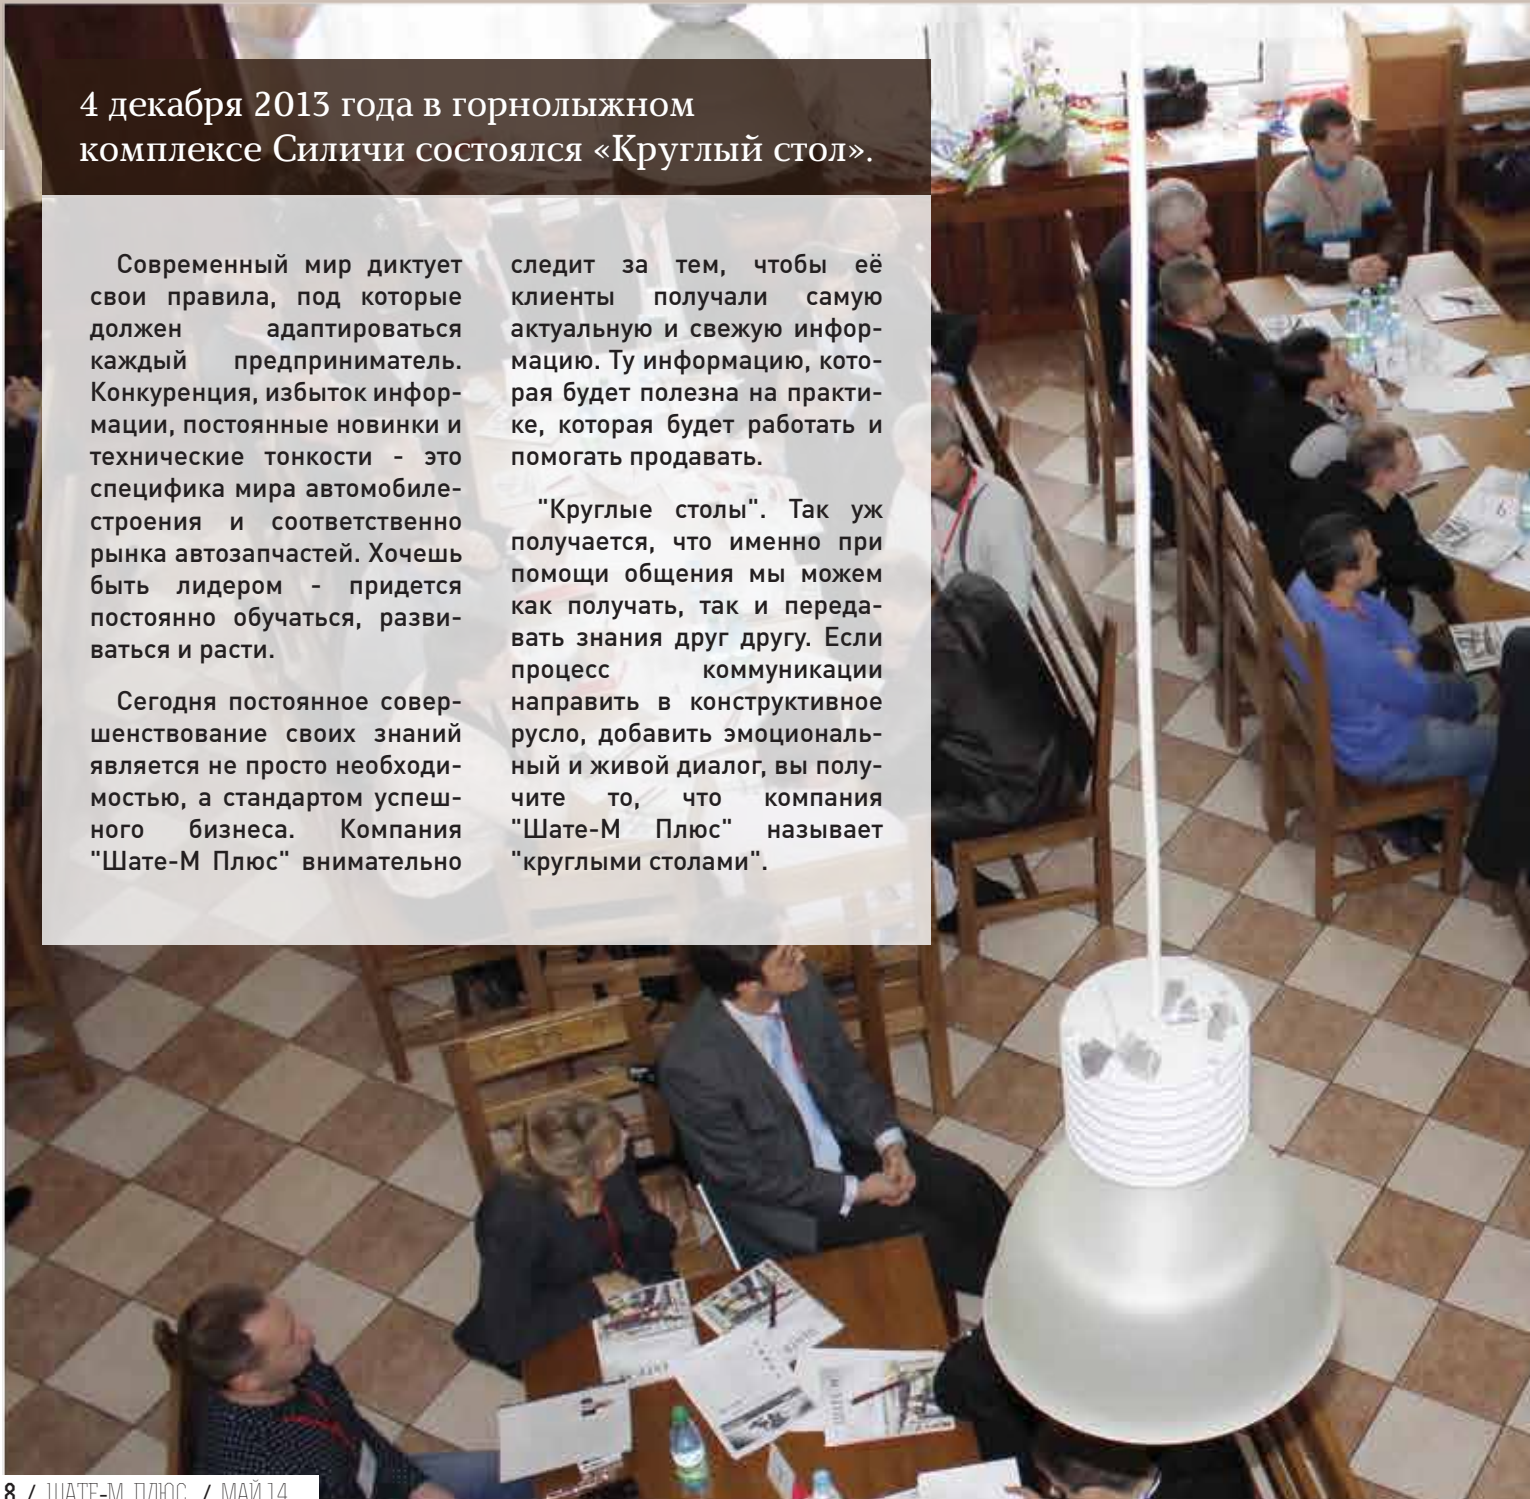 4 декабря 2013 года в горнолыжном
комплексе Силичи состоялся «Круглый стол».
Современный мир диктует
свои правила, под которые
должен адаптироваться
каждый предприниматель.
Конкуренция, избыток инфор-
мации, постоянные новинки и
технические тонкости - это
специфика мира автомобиле-
строения и соответственно
рынка автозапчастей. Хочешь
быть лидером - придется
постоянно обучаться, разви-
ваться и расти.
Сегодня постоянное совер-
шенствование своих знаний
является не просто необходи-
мостью, а стандартом успеш-
ного бизнеса. Компания
"Шате-М Плюс" внимательно
следит за тем, чтобы её
клиенты получали самую
актуальную и свежую инфор-
мацию. Ту информацию, кото-
рая будет полезна на практи-
ке, которая будет работать и
помогать продавать.
"Круглые столы". Так уж
получается, что именно при
помощи общения мы можем
как получать, так и переда-
вать знания друг другу. Если
процесс коммуникации
направить в конструктивное
русло, добавить эмоциональ-
ный и живой диалог, вы полу-
чите то, что компания
"Шате-М Плюс" называет
"круглыми столами".
8 / ШАТЕ-М ПЛЮС / МАЙ 14